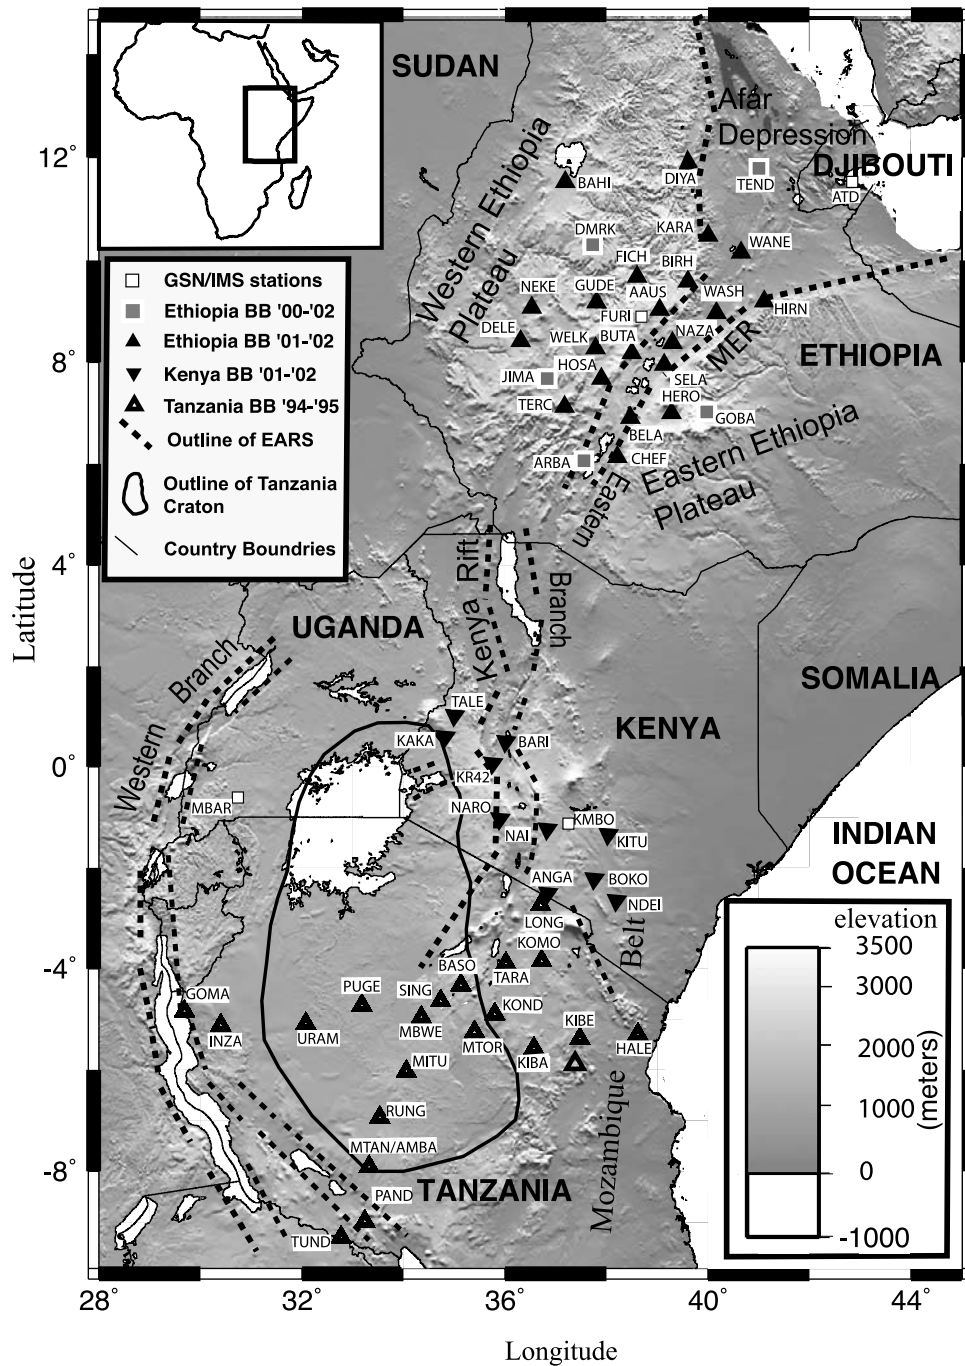 SUDAN
Afar
Depression
DJIBOUTI
12°
Western Ethiopia
Plateau
BAHI
DIYA
TEND
ATD
DMRK
KARA
WANE
FICH
BIRH
GSN/IMS stations
Ethiopia BB '00-'02
Ethiopia BB '01-'02
Kenya BB '01-'02
Tanzania BB '94-'95
Outline of EARS
Outline of Tanzania
Craton
Country Boundries
NEKE
GUDE
AAUS
WASH
HIRN
FURI
DELE
WELK
BUTA
NAZA
MER
8°
ETHIOPIA
HOSA
JIMA
SELA
HERO
TERC
GOBA
BELA
ARBA
CHEF
Eastern Ethiopia
Plateau
Eastern
4°
Latitude
Kenya Rift
Branch
UGANDA
Western
Branch
SOMALIA
TALE
KENYA
KAKA
BARI
0°
KR42
MBAR
NARO
KMBO
NAI
KITU
INDIAN
OCEAN
ANGA
BOKO
NDEI
LONG
Belt
KOMO
elevation
3500
3000
2000
1000
0
-1000
(meters)
-4°
BASO
TARA
PUGE
SING
GOMA
KOND
MBWE
KIBE
INZA
URAM
MTOR
HALE
KIBA
MITU
Mozambique
RUNG
MTAN/AMBA
-8°
TANZANIA
PAND
TUND
28°
32°
36°
40°
44°
Longitude